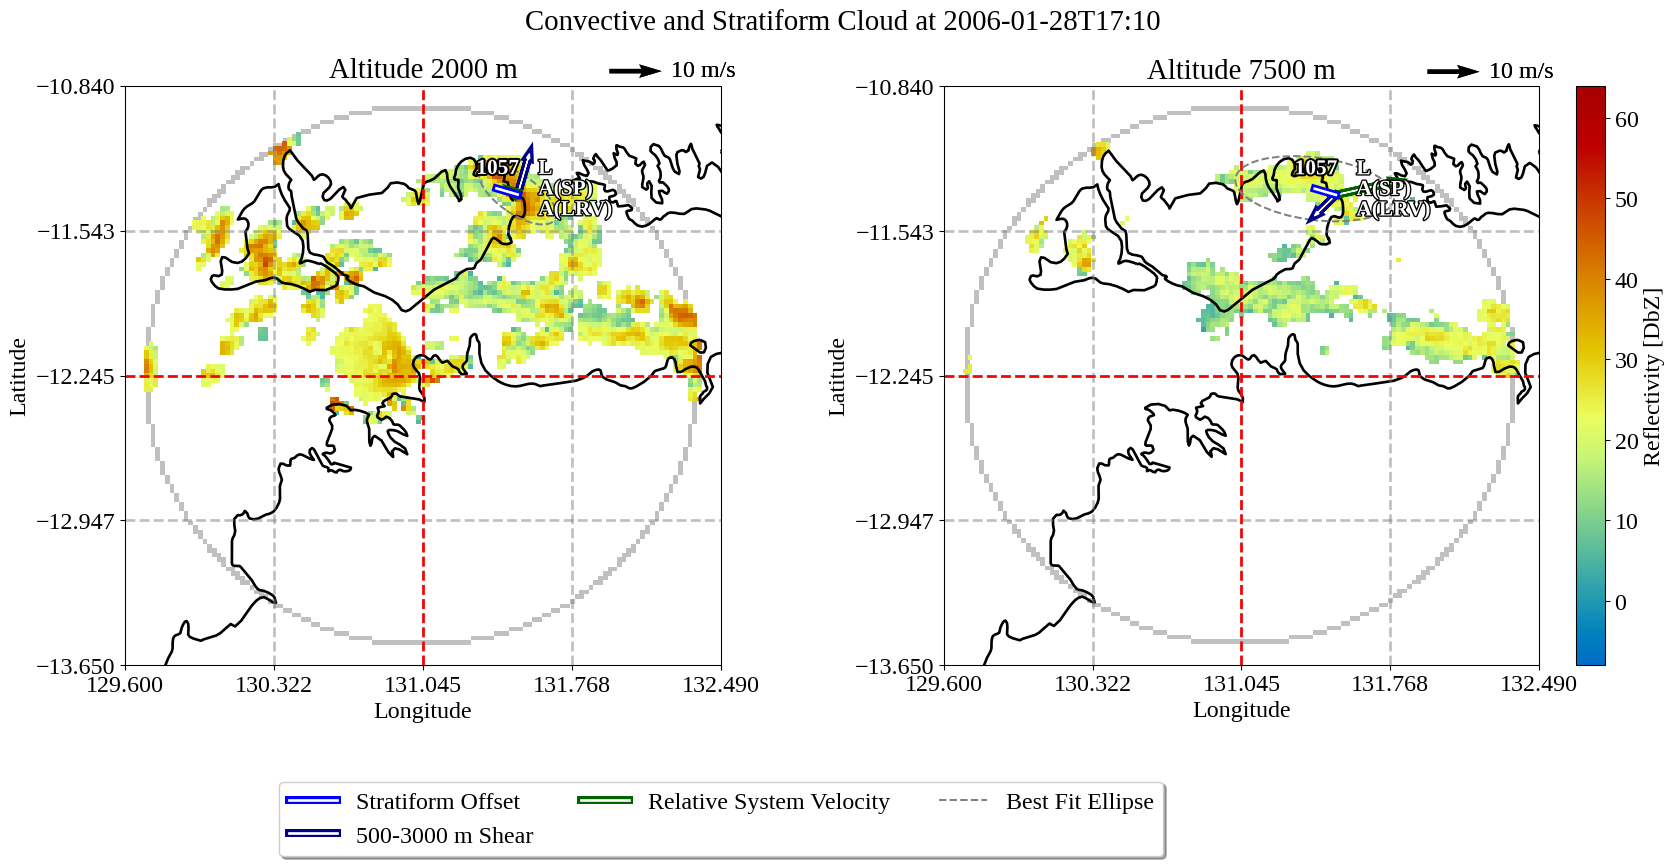 Convective and Stratiform Cloud at 2006-01-28T17:10
Altitude 2000 m
10 m/s
−10.840
−11.543
−12.245
−12.947
−13.650
Latitude
1057
L
A(SP)
A(LRV)
129.600 130.322 131.045 131.768 132.490
Longitude
Altitude 7500 m
10 m/s
−10.840
−11.543
−12.245
−12.947
−13.650
Latitude
1057
L
A(SP)
A(LRV)
129.600 130.322 131.045 131.768 132.490
Longitude
60
50
40
30
20
10
0
Reflectivity [DbZ]
Stratiform Offset
500-3000 m Shear
Relative System Velocity
Best Fit Ellipse